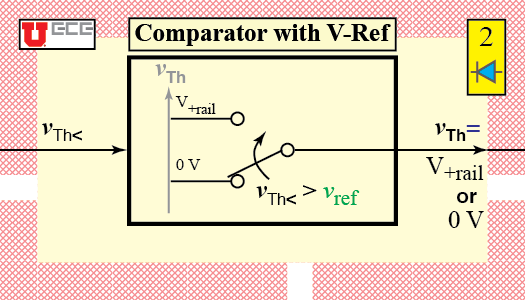 U ECE
Comparator with V-Ref
2
vTh
V+rail
vTh<
vTh=
0 V
vTh< > vref
V+rail
or
0 V